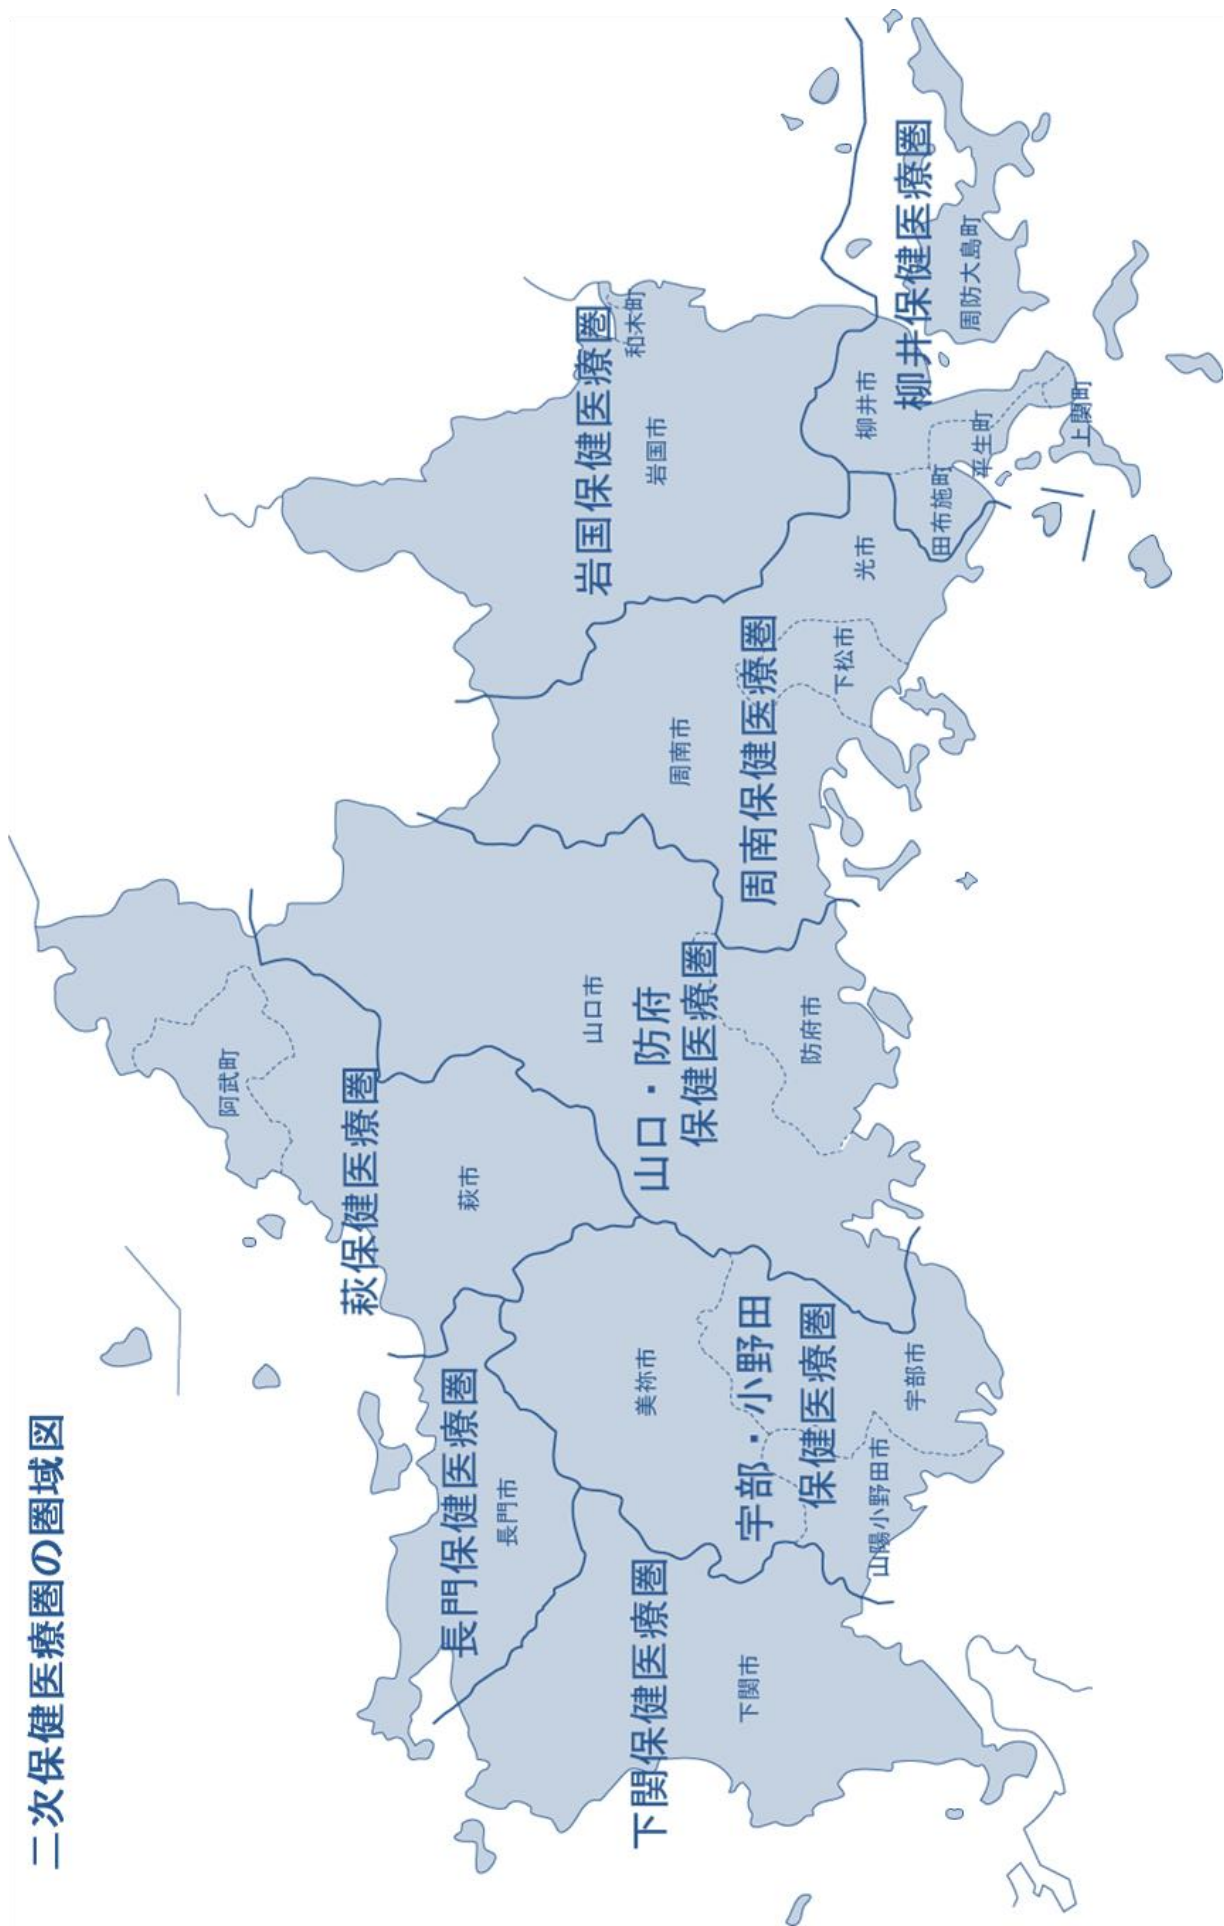 二次保健医療圏の圏域図
阿武町
萩保健医療圏
萩市
長門保健医療圏
長門市
岩国保健医療圏
和木町
岩国市
山口市
山口・防府
保健医療圏
防府市
周南市
周南保健医療圏
下松市
光市
下関保健医療圏
下関市
美祢市
宇部・小野田
保健医療圏
宇部市
山陽小野田市
柳井保健医療圏
柳井市
周防大島町
田布施町
平生町
上関町